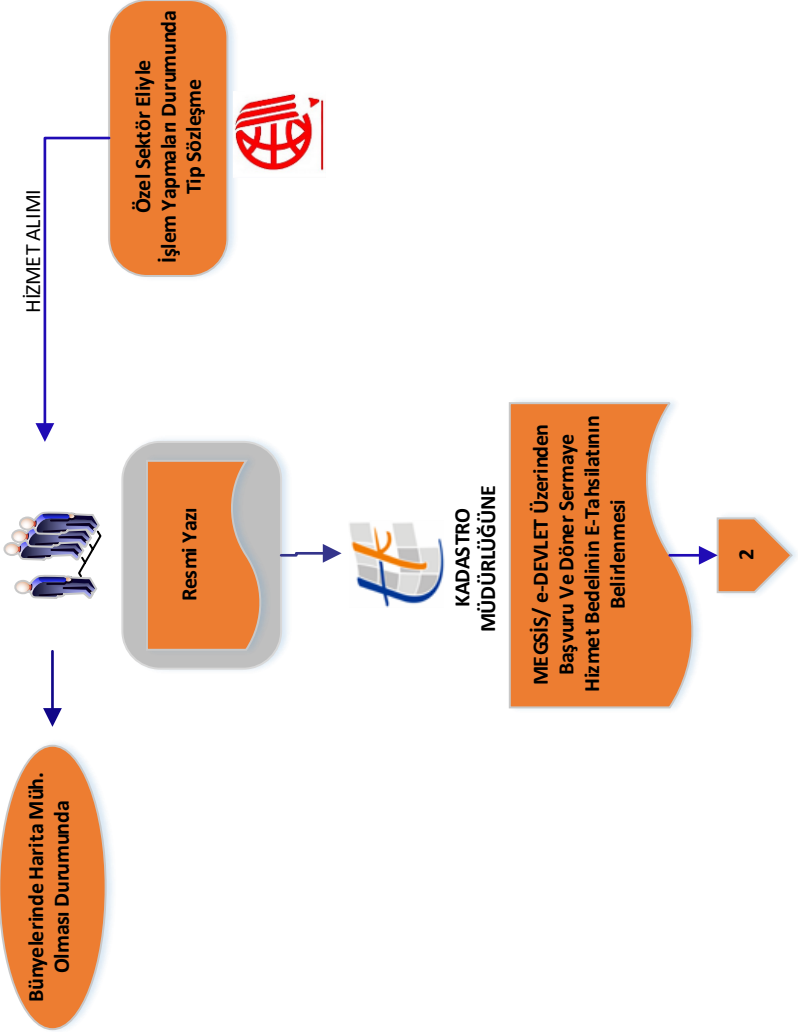 Bünyelerinde Harita Müh.
Olması Durumunda
HİZMET ALIMI
Özel Sektör Eliyle
İşlem Yapmaları Durumunda
Tip Sözleşme
Resmi Yazı
KADASTRO
MÜDÜRLÜĞÜNE
MEGSİS/ e-DEVLET Üzerinden
Başvuru Ve Döner Sermaye
Hizmet Bedelinin E-Tahsilatının
Belirlenmesi
2